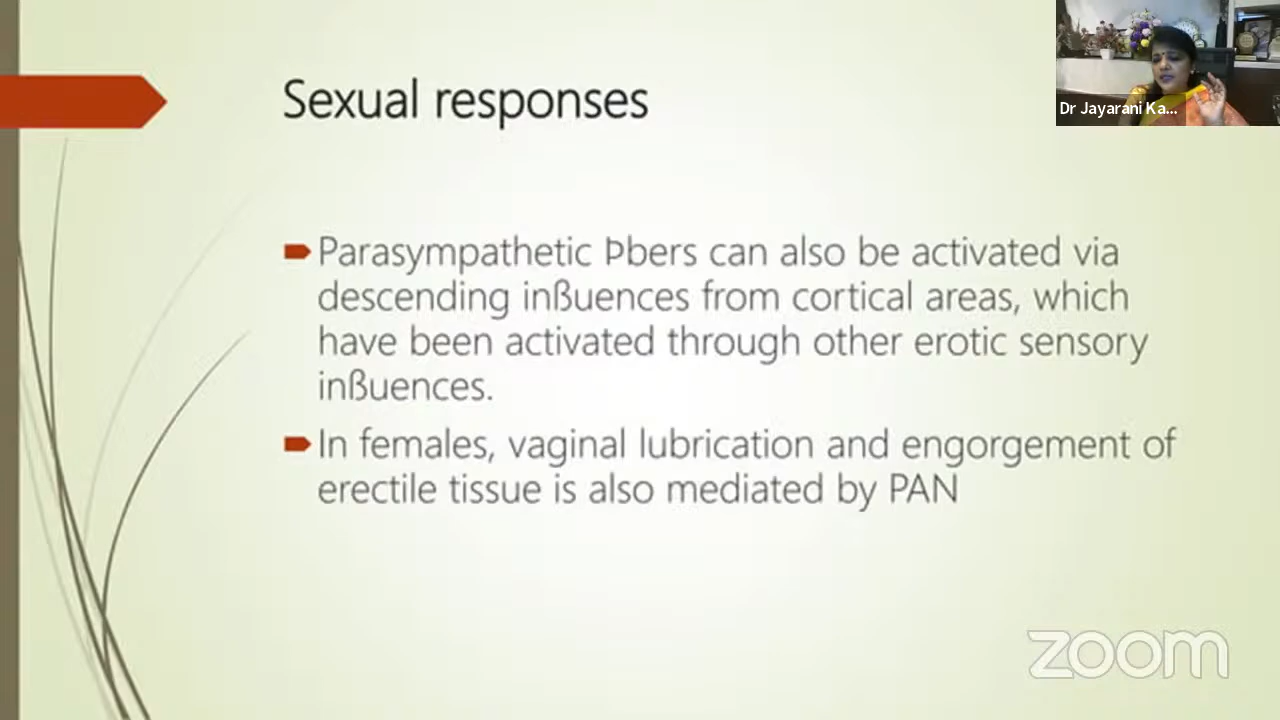 Sexual responses
Dr Jayarani Ka...
Parasympathetic Þbers can also be activated via
descending inßuences from cortical areas, which
have been activated through other erotic sensory
inßuences.
In females, vaginal lubrication and engorgement of
erectile tissue is also mediated by PAN
zoom